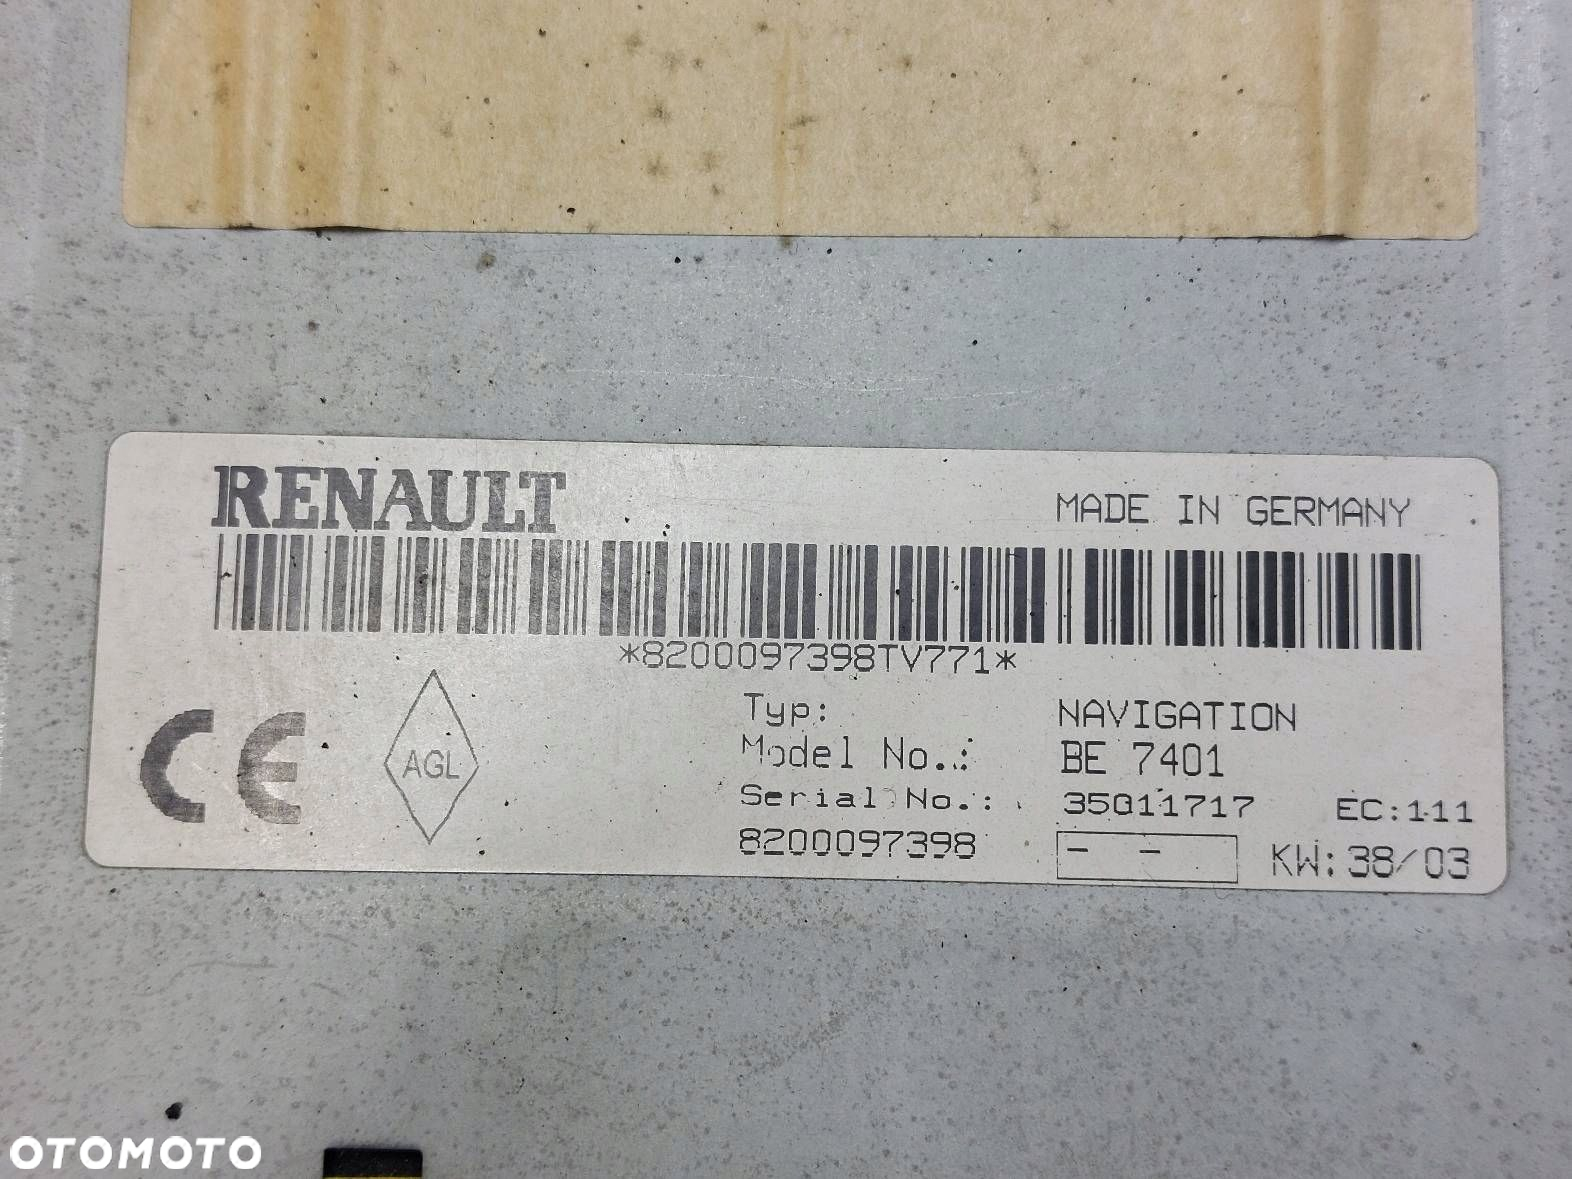 RENAULT
MADE IN GERMANY
*8200097398TV771*
AGL
Typ: NAVIGATION
Model No..: BE 7401
Serial No.: 35011717 EC:111
8200097398 - - KW:38/03
OTOMOTO